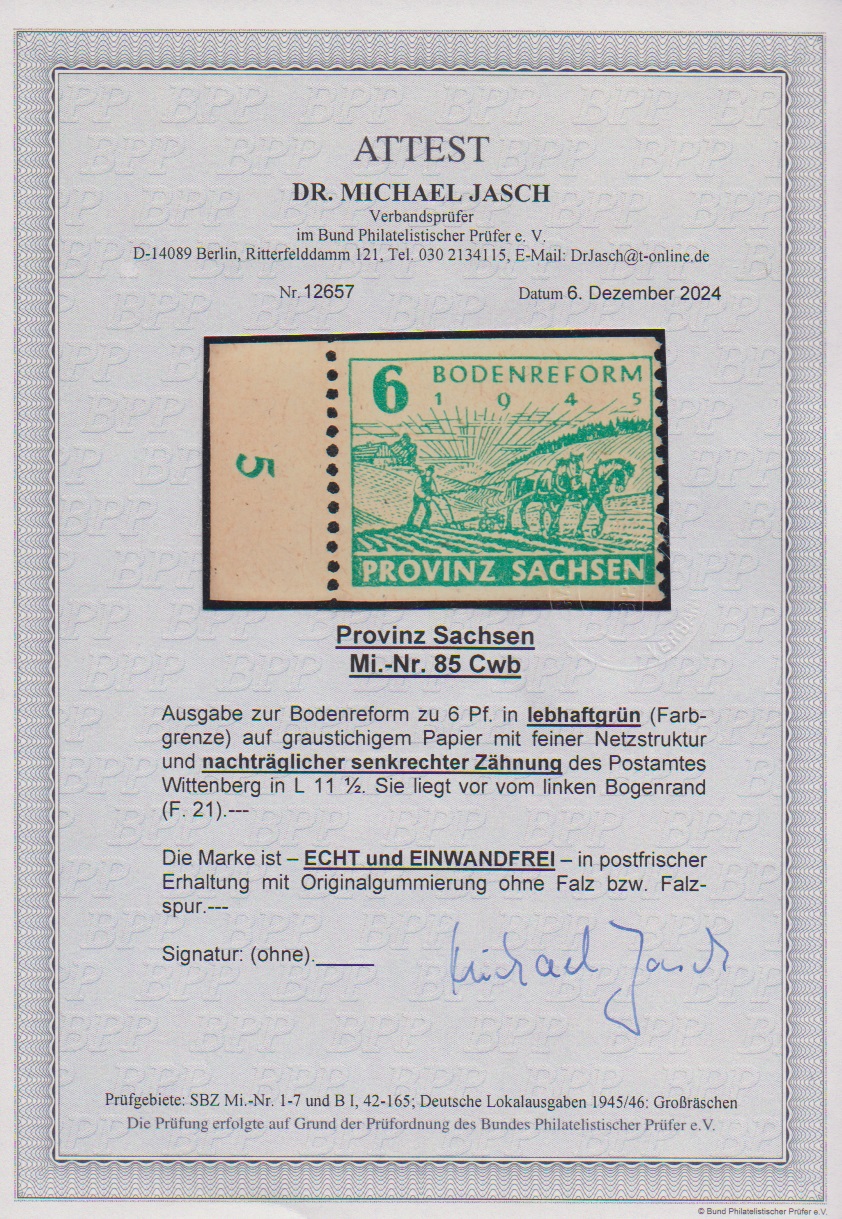 ATTEST
DR. MICHAEL JASCH
Verbandsprüfer
im Bund Philatelistischer Prüfer e. V.
D-14089 Berlin, Ritterfelddamm 121, Tel. 030 2134115, E-Mail: DrJasch@t-online.de
Nr. 12657 Datum 6. Dezember 2024
6 BODENREFORM
1 9 4 5
5
PROVINZ SACHSEN
Provinz Sachsen
Mi.-Nr. 85 Cwb
Ausgabe zur Bodenreform zu 6 Pf. in lebhaftgrün (Farb-
grenze) auf graustichigem Papier mit feiner Netzstruktur
und nachträglicher senkrechter Zähnung des Postamtes
Wittenberg in L 11 ½. Sie liegt vor vom linken Bogenrand
(F. 21).---
Die Marke ist – ECHT und EINWANDFREI – in postfrischer
Erhaltung mit Originalgummierung ohne Falz bzw. Falz-
spur.---
Signatur: (ohne)._____
Michael Jasch
Prüfgebiete: SBZ Mi.-Nr. 1-7 und B I, 42-165; Deutsche Lokalausgaben 1945/46: Großräschen
Die Prüfung erfolgte auf Grund der Prüfordnung des Bundes Philatelistischer Prüfer e.V.
© Bund Philatelistischer Prüfer e.V.